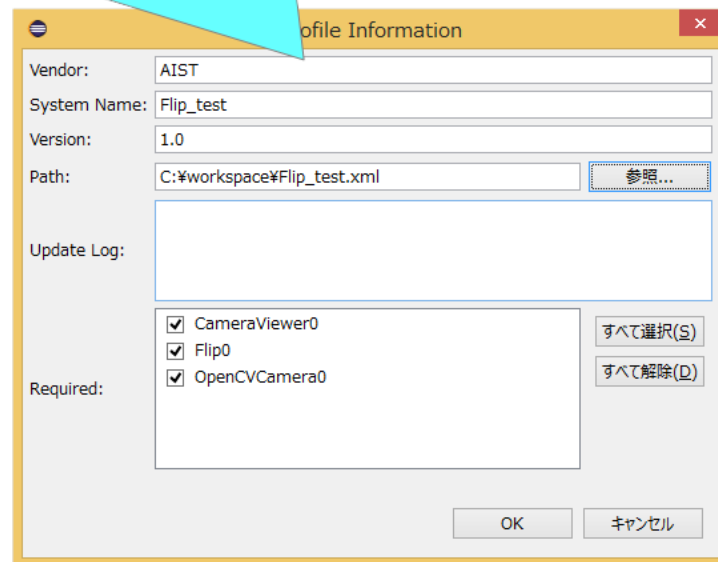 ofile Information
Vendor: AIST
System Name: Flip_test
Version: 1.0
Path: C:¥workspace¥Flip_test.xml 参照...
Update Log:
Required:
CameraViewer0
Flip0
OpenCVCamera0
すべて選択(S)
すべて解除(D)
OK キャンセル